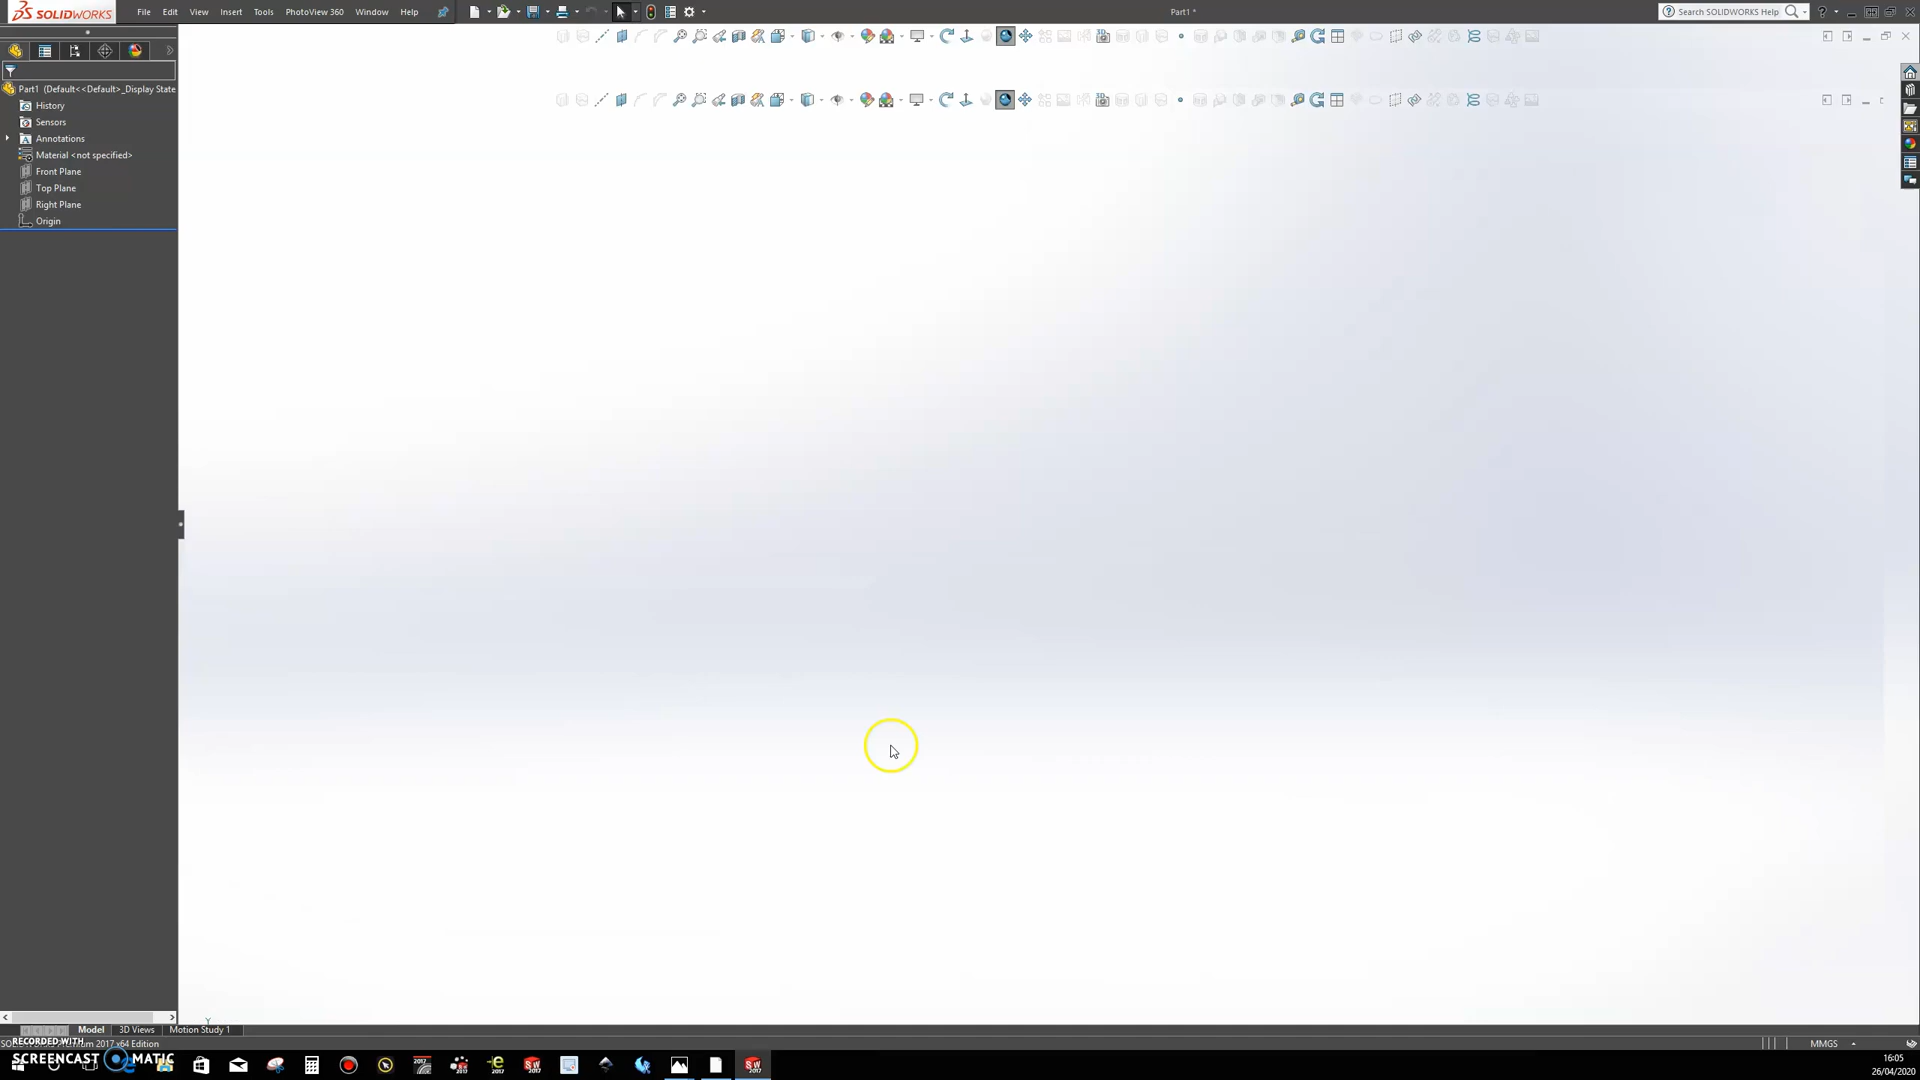 SOLIDWORKS File Edit View Insert Tools PhotoView 360 Window Help Part1 * Search SOLIDWORKS Help
Part1 (Default<<Default>_Display State
History
Sensors
Annotations
Material <not specified>
Front Plane
Top Plane
Right Plane
Origin
Y
Model 3D Views Motion Study 1
RECORDED WITH
SCREENCAST MATIC
MMGS
16:05
26/04/2020